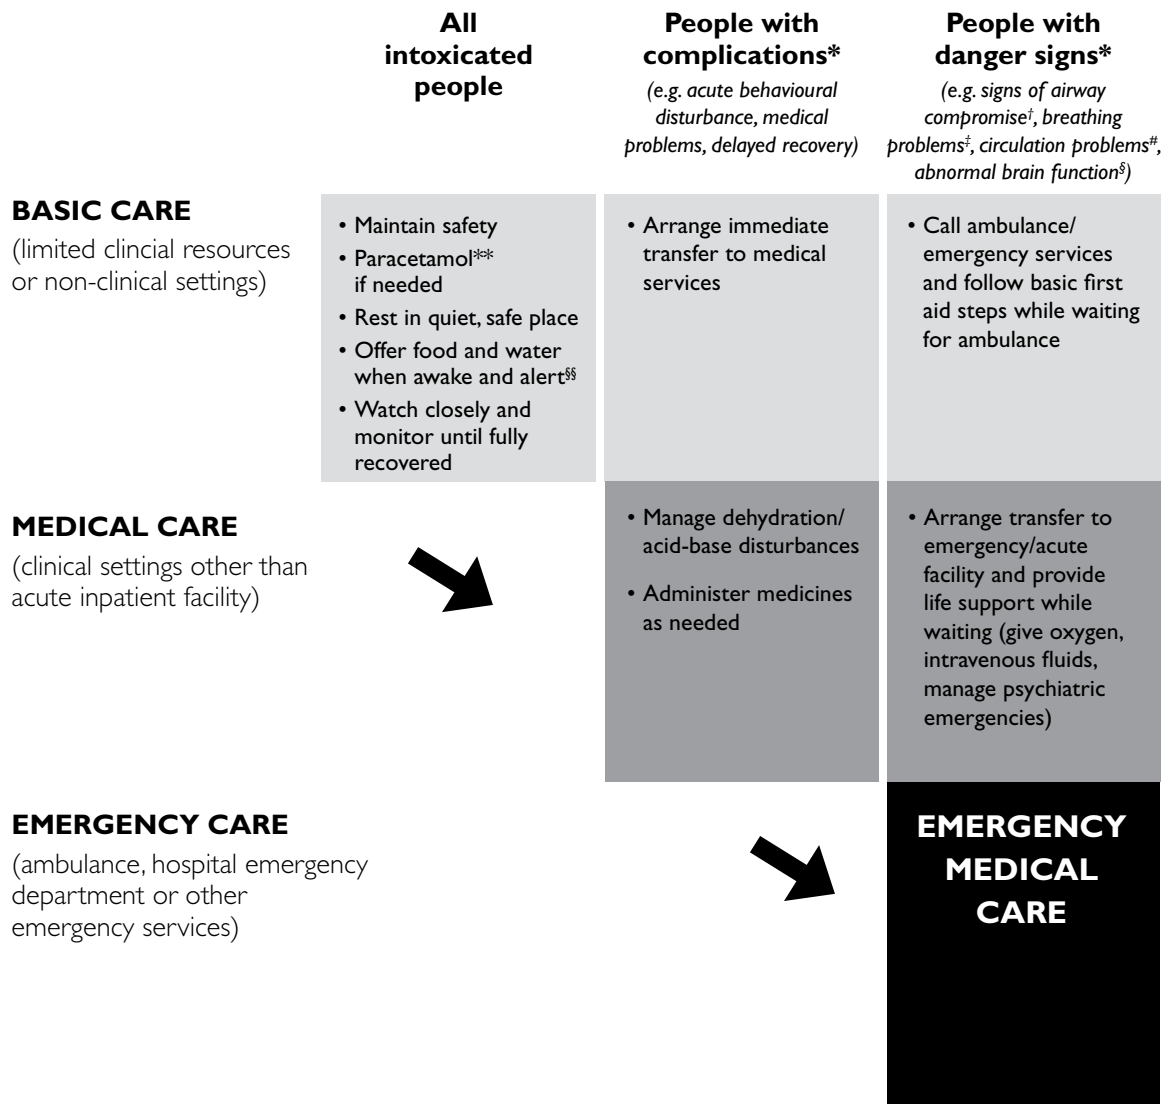 All
intoxicated
people
People with
complications*
(e.g. acute behavioural
disturbance, medical
problems, delayed recovery)
People with
danger signs*
(e.g. signs of airway
compromise†, breathing
problems‡, circulation problems#,
abnormal brain function§)
BASIC CARE
(limited clincial resources
or non-clinical settings)
• Maintain safety
• Paracetamol**
if needed
• Rest in quiet, safe place
• Offer food and water
when awake and alert§§
• Watch closely and
monitor until fully
recovered
• Arrange immediate
transfer to medical
services
• Call ambulance/
emergency services
and follow basic first
aid steps while waiting
for ambulance
MEDICAL CARE
(clinical settings other than
acute inpatient facility)
• Manage dehydration/
acid-base disturbances
• Administer medicines
as needed
• Arrange transfer to
emergency/acute
facility and provide
life support while
waiting (give oxygen,
intravenous fluids,
manage psychiatric
emergencies)
EMERGENCY CARE
(ambulance, hospital emergency
department or other
emergency services)
EMERGENCY
MEDICAL
CARE